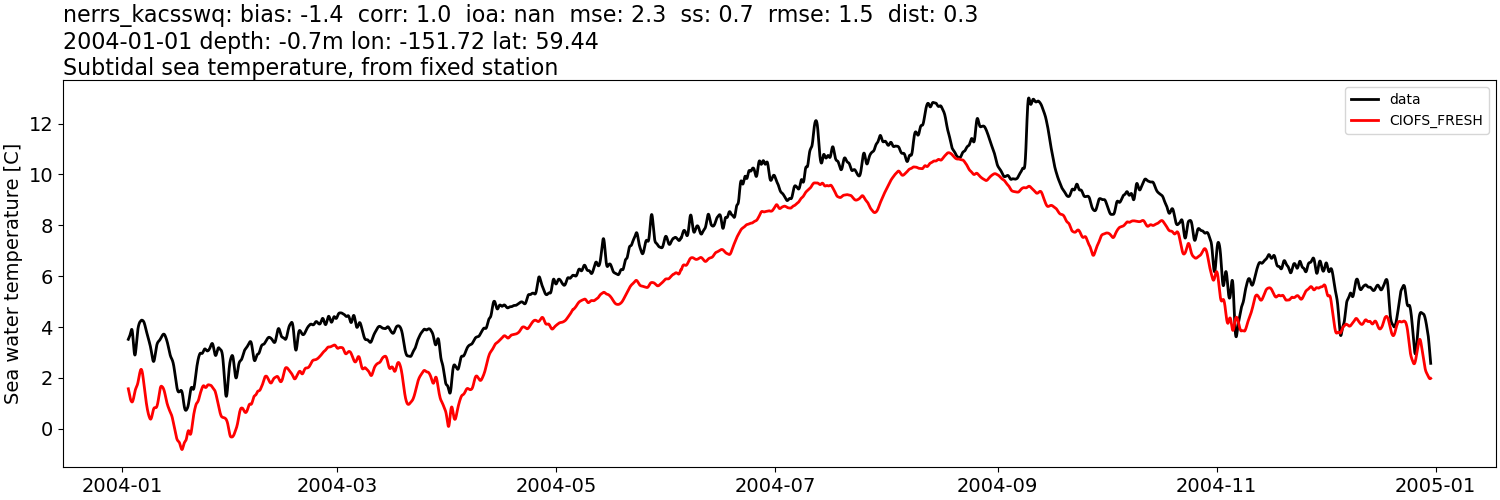 nerrs_kacsswq: bias: -1.4  corr: 1.0  ioa: nan  mse: 2.3  ss: 0.7  rmse: 1.5  dist: 0.3
2004-01-01 depth: -0.7m lon: -151.72 lat: 59.44
Subtidal sea temperature, from fixed station
data
CIOFS_FRESH
Sea water temperature [C]
12
10
8
6
4
2
0
2004-01
2004-03
2004-05
2004-07
2004-09
2004-11
2005-01